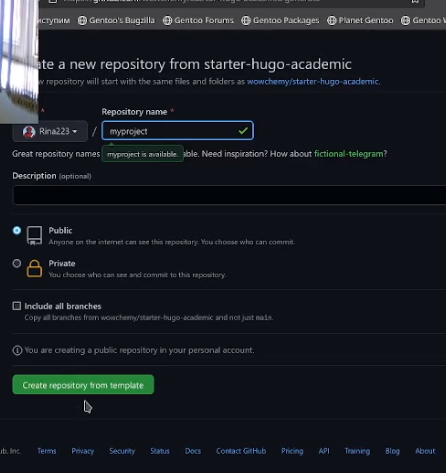 иступим Gentoo's Bugzilla Gentoo Forums Gentoo Packages Planet Gentoo Gentoo
ate a new repository from starter-hugo-academic
w repository will start with the same files and folders as wowchemy/starter-hugo-academic.
* Repository name *
Rina223 / myproject
Great repository names myproject is available. ble. Need inspiration? How about fictional-telegram?
Description (optional)
Public
Anyone on the internet can see this repository. You choose who can commit.
Private
You choose who can see and commit to this repository.
Include all branches
Copy all branches from wowchemy/starter-hugo-academic and not just main.
You are creating a public repository in your personal account.
Create repository from template
ub, Inc. Terms Privacy Security Status Docs Contact GitHub Pricing API Training Blog About